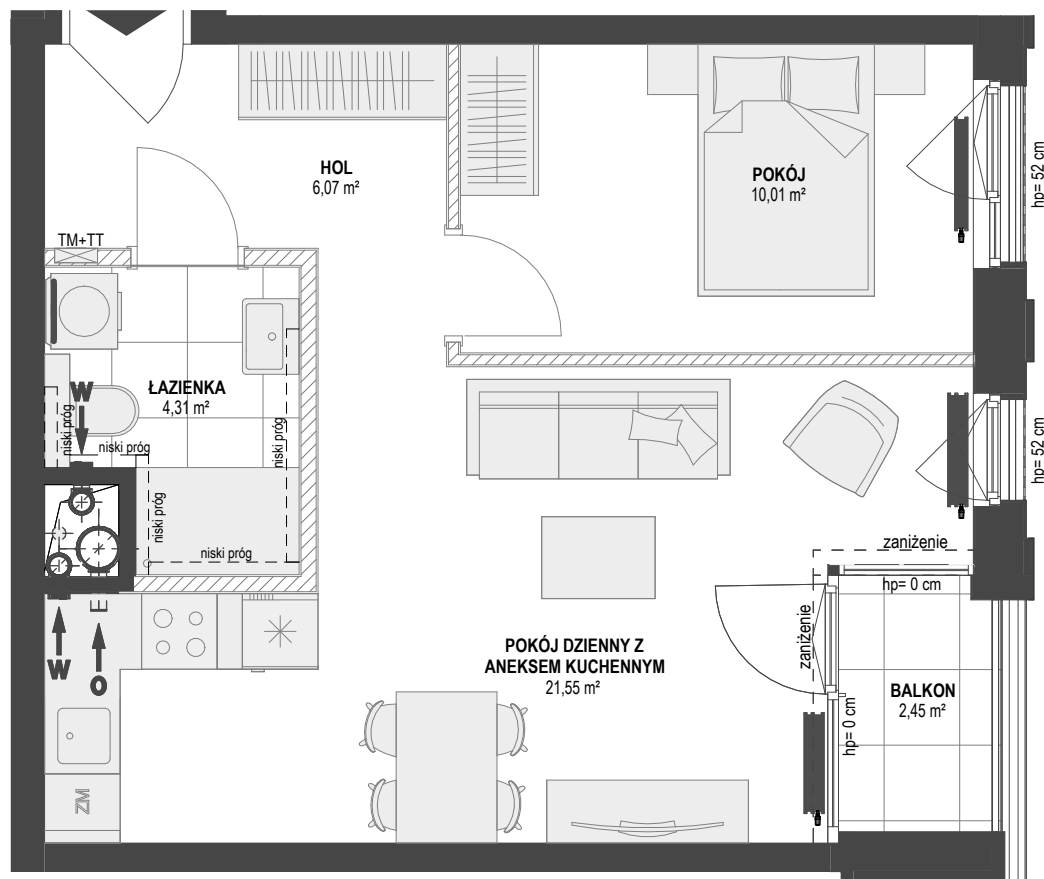 HOL
6,07 m²
POKÓJ
10,01 m²
hp= 52 cm
TM+TT
ŁAZIENKA
4,31 m²
W
niski próg
niski próg
niski próg
niski próg
niski próg
hp= 52 cm
zaniżenie
hp= 0 cm
zaniżenie
POKÓJ DZIENNY Z
ANEKSEM KUCHENNYM
21,55 m²
W
O
BALKON
2,45 m²
hp= 0 cm
ZM